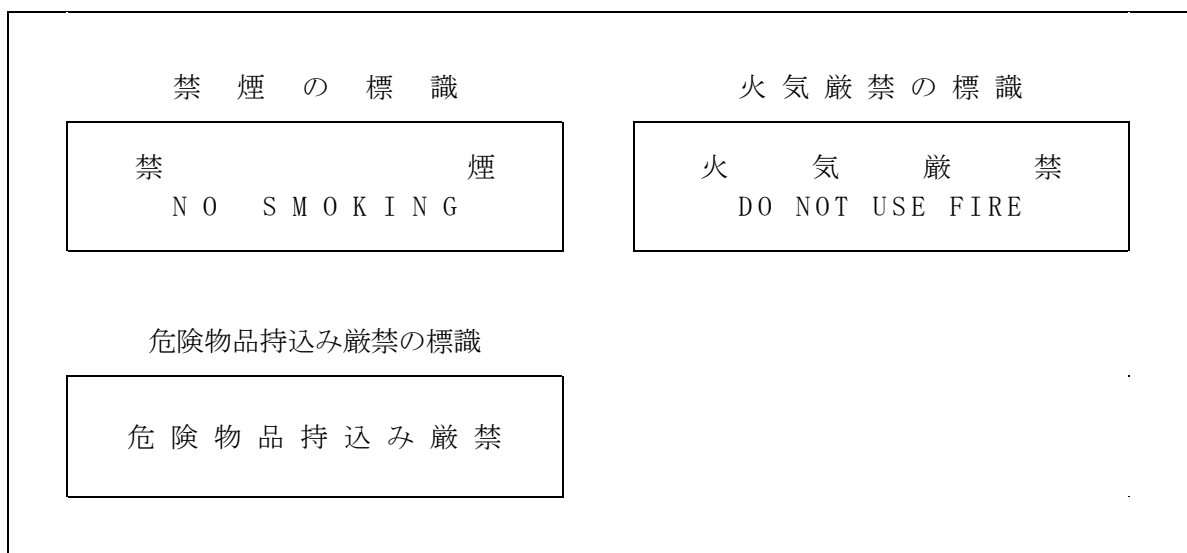 禁煙の標識
禁煙
NO SMOKING
火気厳禁の標識
火気厳禁
DO NOT USE FIRE
危険物品持込み厳禁の標識
危険物品持込み厳禁